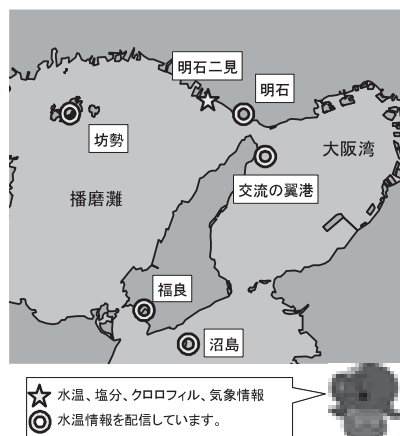 明石二見
明石
坊勢
大阪湾
播磨灘
交流の翼港
福良
沼島
☆ 水温、塩分、クロロフィル、気象情報
◎ 水温情報を配信しています。